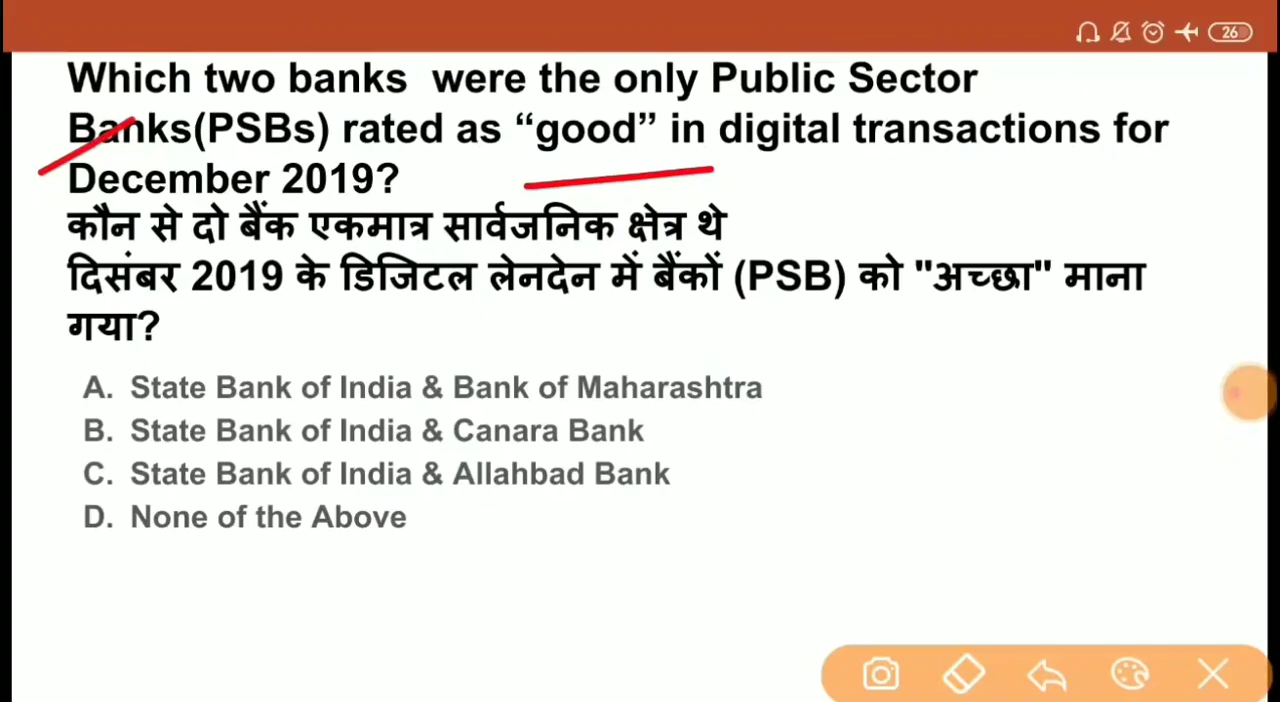 26
Which two banks were the only Public Sector
Banks(PSBs) rated as “good” in digital transactions for
December 2019?
कौन से दो बैंक एकमात्र सार्वजनिक क्षेत्र थे
दिसंबर 2019 के डिजिटल लेनदेन में बैंकों (PSB) को "अच्छा" माना
गया?
A. State Bank of India & Bank of Maharashtra
B. State Bank of India & Canara Bank
C. State Bank of India & Allahbad Bank
D. None of the Above